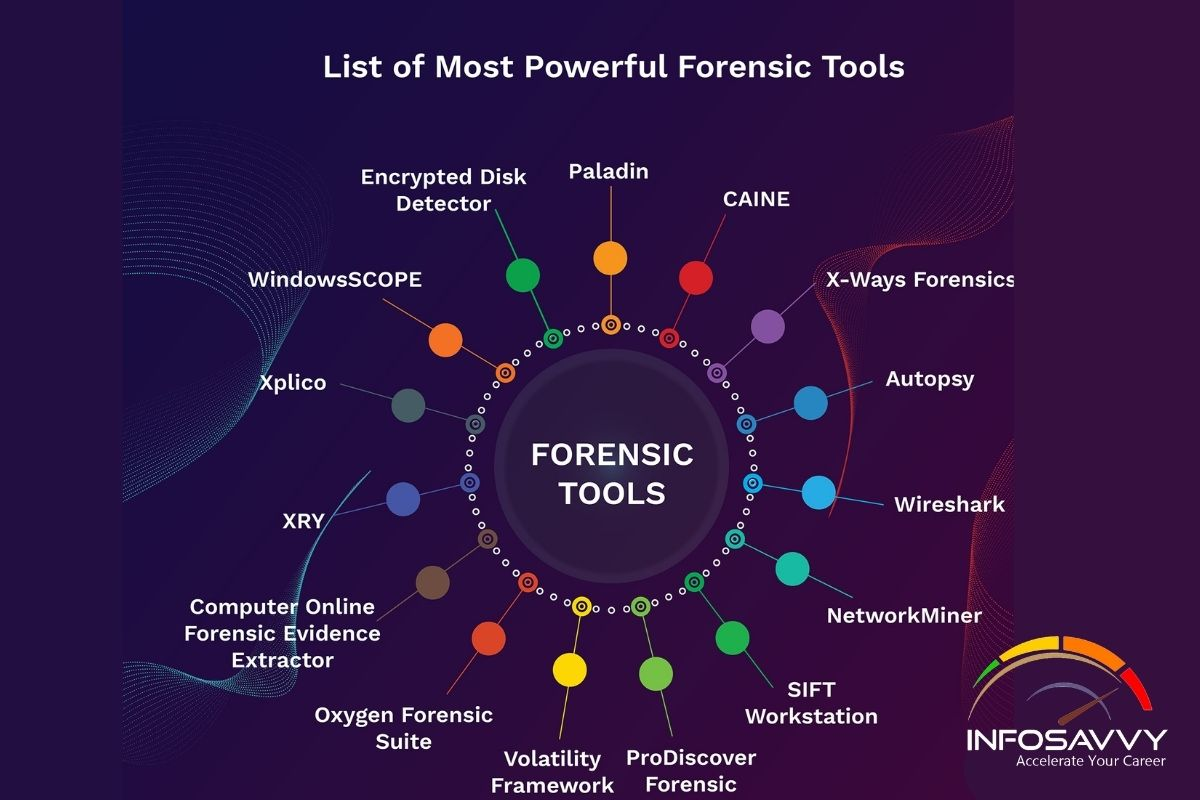 List of Most Powerful Forensic Tools
Paladin
CAINE
X-Ways Forensics
Autopsy
Wireshark
NetworkMiner
SIFT
Workstation
ProDiscover
Forensic
Volatility
Framework
Oxygen Forensic
Suite
Computer Online
Forensic Evidence
Extractor
XRY
Xplico
WindowsSCOPE
Encrypted Disk
Detector
FORENSIC
TOOLS
INFOSAVVY
Accelerate Your Career